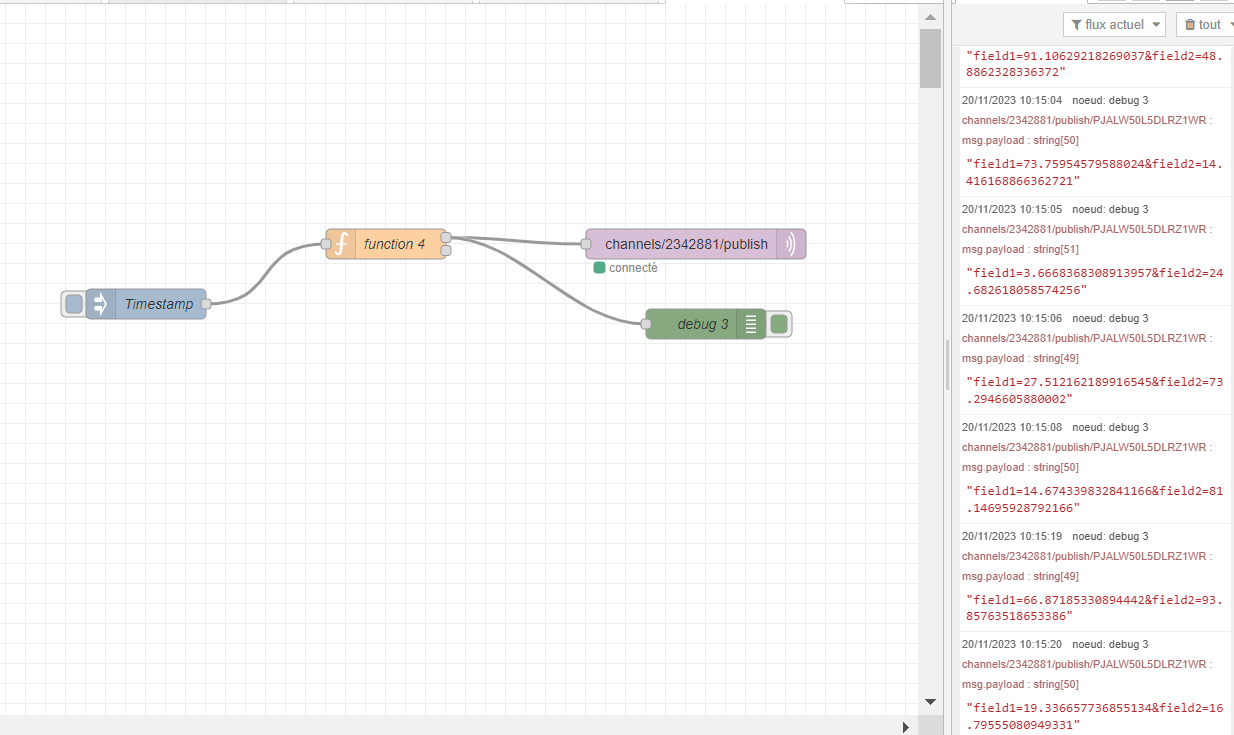 flux actuel
tout
"field1=91.10629218269037&field2=48.
8862328336372"
20/11/2023 10:15:04 noeud: debug 3
channels/2342881/publish/PJALW50L5DLRZ1WR :
msg.payload : string[50]
"field1=73.75954579588024&field2=14.
416168866362721"
20/11/2023 10:15:05 noeud: debug 3
channels/2342881/publish/PJALW50L5DLRZ1WR :
msg.payload : string[51]
"field1=3.6668368308913957&field2=24
.682618058574256"
20/11/2023 10:15:06 noeud: debug 3
channels/2342881/publish/PJALW50L5DLRZ1WR :
msg.payload : string[49]
"field1=27.512162189916545&field2=73
.2946605880002"
20/11/2023 10:15:08 noeud: debug 3
channels/2342881/publish/PJALW50L5DLRZ1WR :
msg.payload : string[50]
"field1=14.674339832841166&field2=81
.14695928792166"
20/11/2023 10:15:19 noeud: debug 3
channels/2342881/publish/PJALW50L5DLRZ1WR :
msg.payload : string[49]
"field1=66.87185330894442&field2=93.
85763518653386"
20/11/2023 10:15:20 noeud: debug 3
channels/2342881/publish/PJALW50L5DLRZ1WR :
msg.payload : string[50]
"field1=19.336657736855134&field2=16
.79555080949331"
Timestamp
function 4
channels/2342881/publish
connecté
debug 3